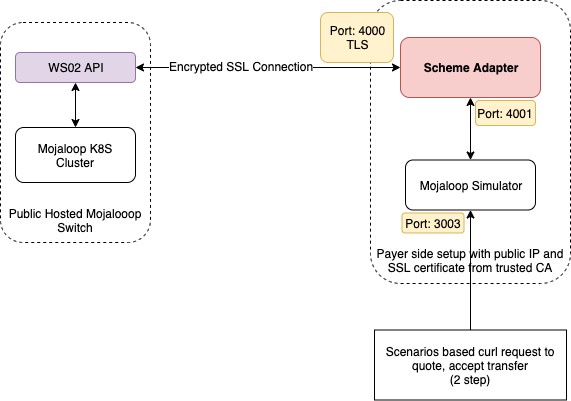 Port: 4000
TLS
WS02 API
Encrypted SSL Connection
Scheme Adapter
Port: 4001
Mojaloop K8S
Cluster
Mojaloop Simulator
Public Hosted Mojalooop
Switch
Port: 3003
Payer side setup with public IP and
SSL certificate from trusted CA
Scenarios based curl request to
quote, accept transfer
(2 step)